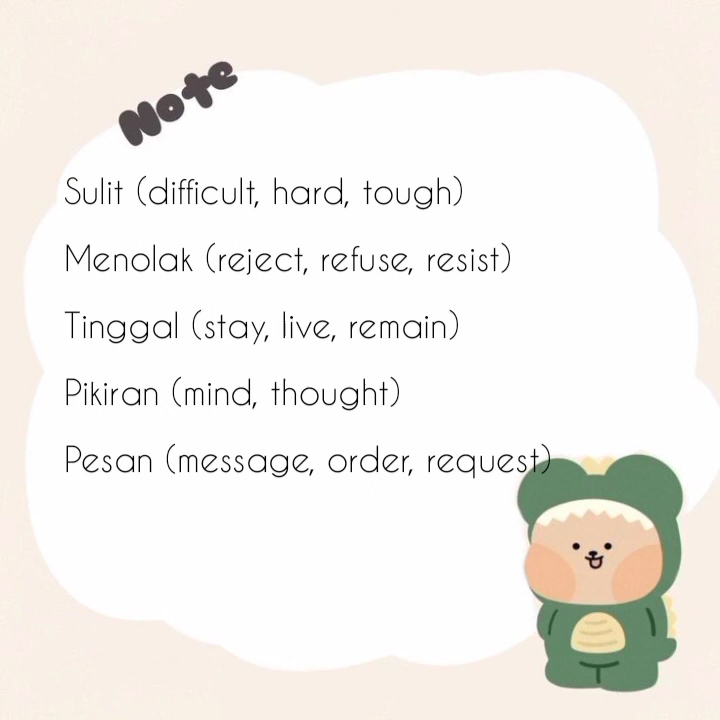 Note
Sulit (difficult, hard, tough)
Menolak (reject, refuse, resist)
Tinggal (stay, live, remain)
Pikiran (mind, thought)
Pesan (message, order, request)